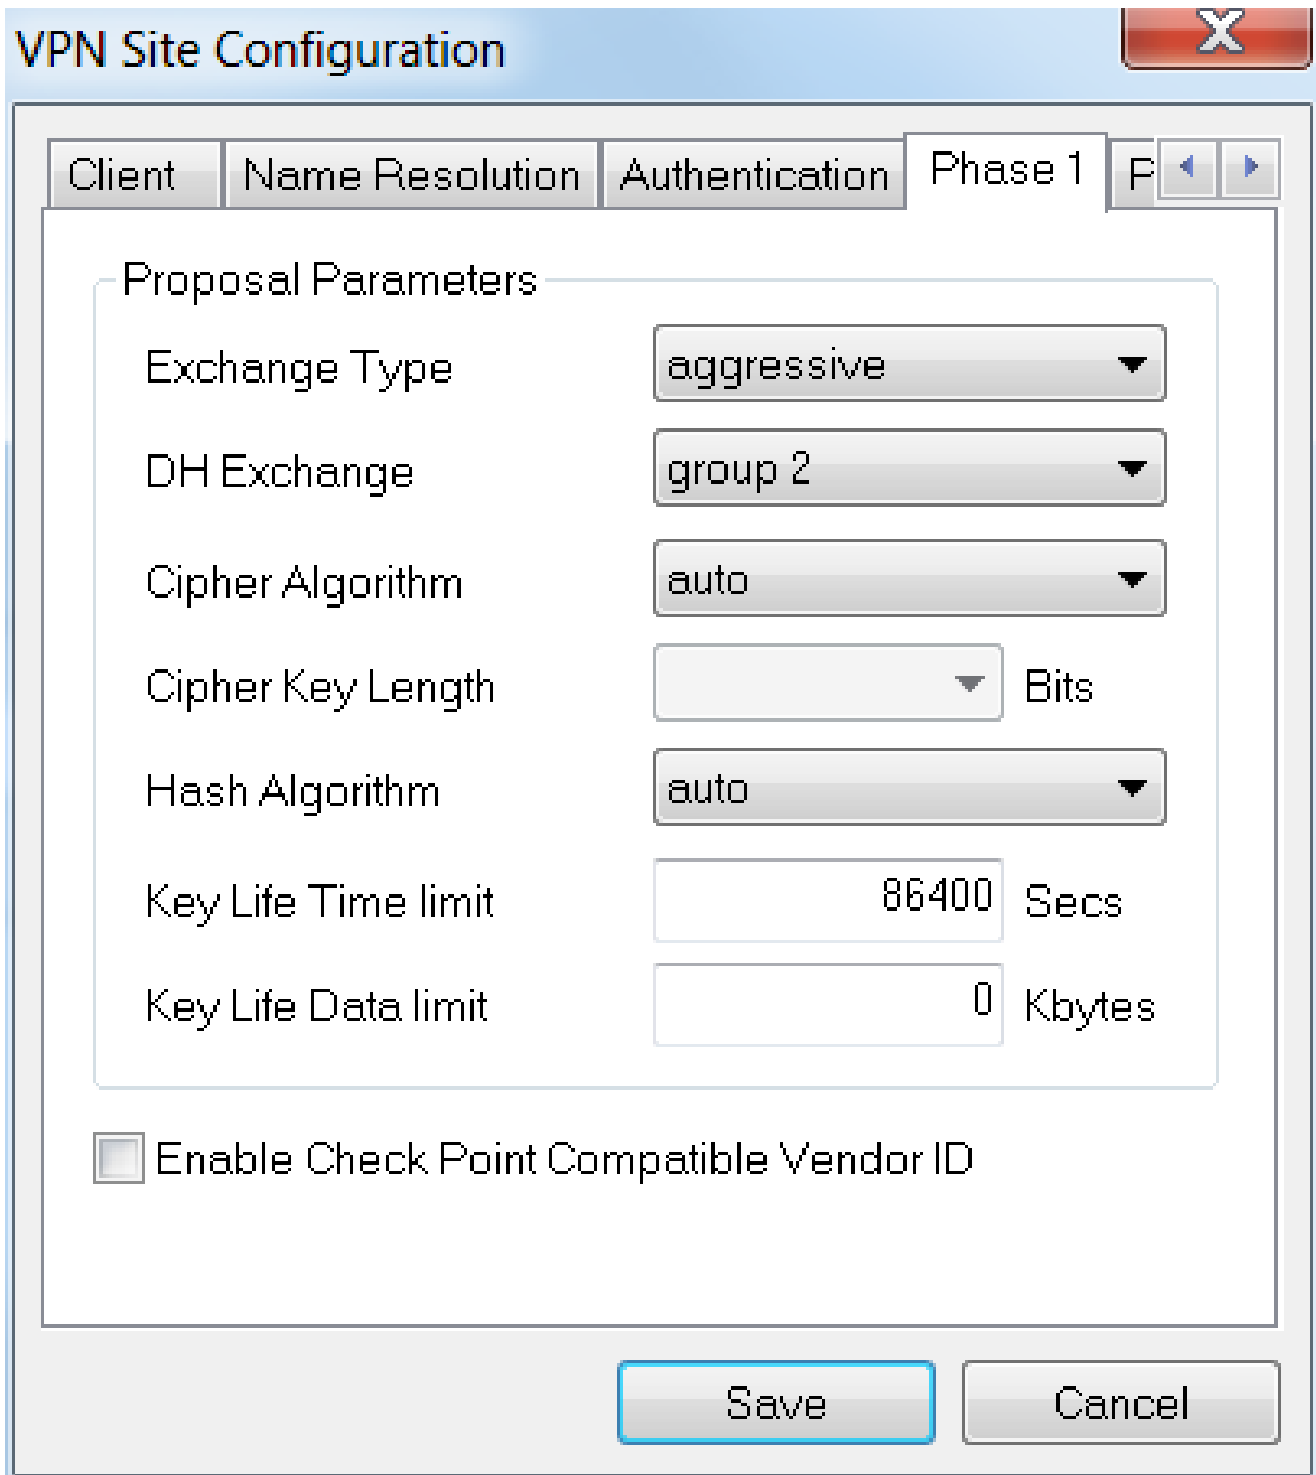 VPN Site Configuration
Client Name Resolution Authentication Phase 1 P
Proposal Parameters
Exchange Type aggressive
DH Exchange group 2
Cipher Algorithm auto
Cipher Key Length Bits
Hash Algorithm auto
Key Life Time limit 86400 Secs
Key Life Data limit 0 Kbytes
Enable Check Point Compatible Vendor ID
Save Cancel